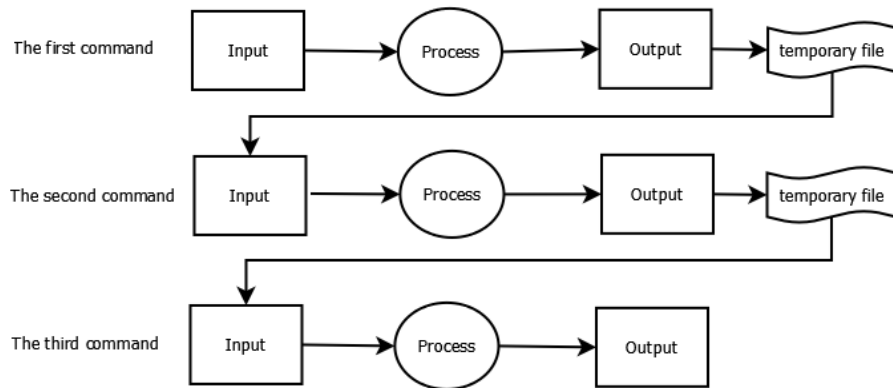 The first command
Input
Process
Output
temporary file
The second command
Input
Process
Output
temporary file
The third command
Input
Process
Output